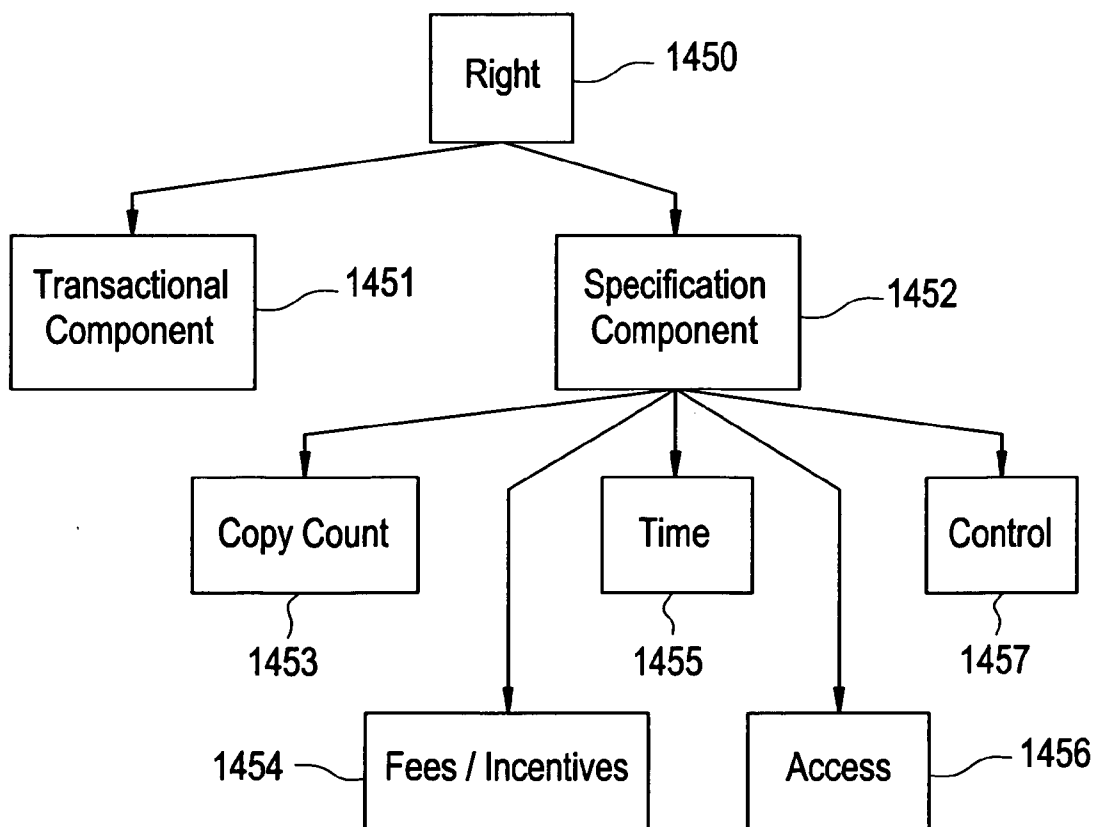 Right
1450
Transactional
Component
1451
Specification
Component
1452
Copy Count
1453
Time
1455
Control
1457
1454
Fees / Incentives
Access
1456